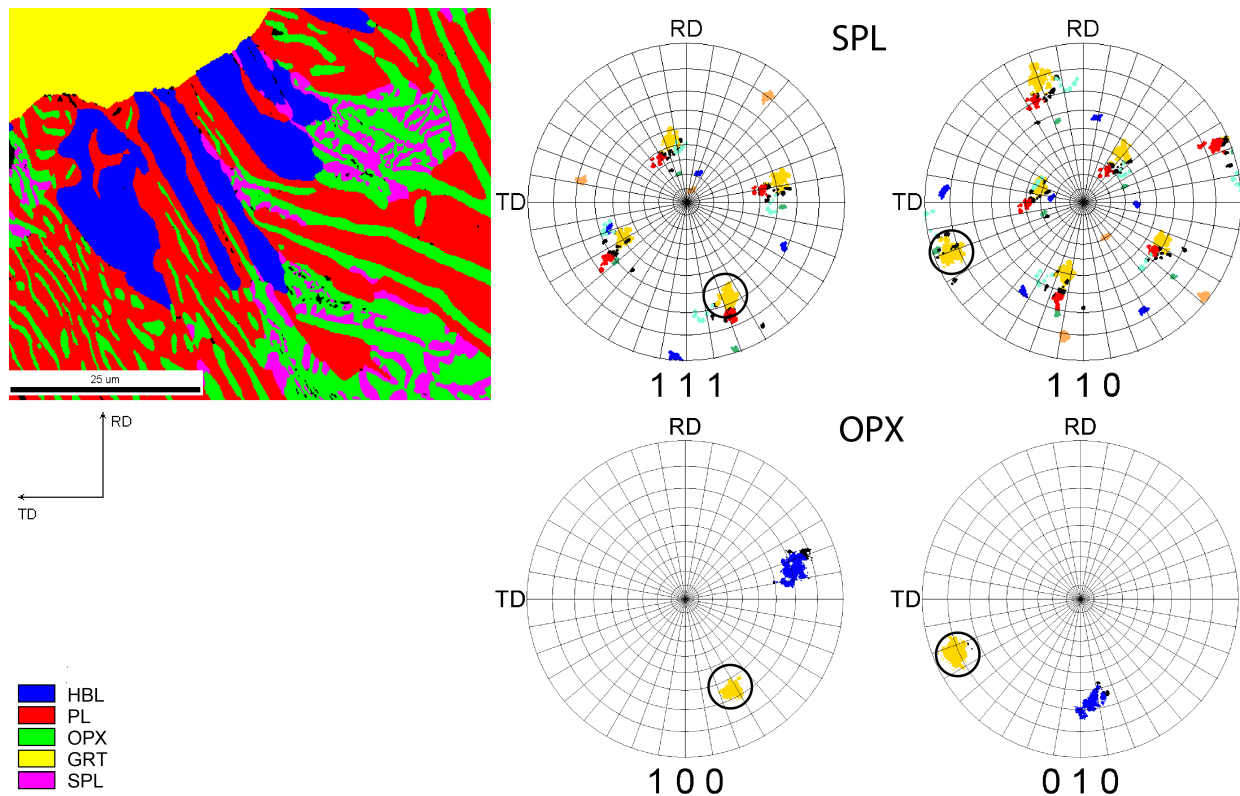 RD
SPL
RD
TD
TD
25 um
1 1 1
1 1 0
RD
TD
RD
OPX
RD
TD
TD
HBL
PL
OPX
GRT
SPL
1 0 0
0 1 0